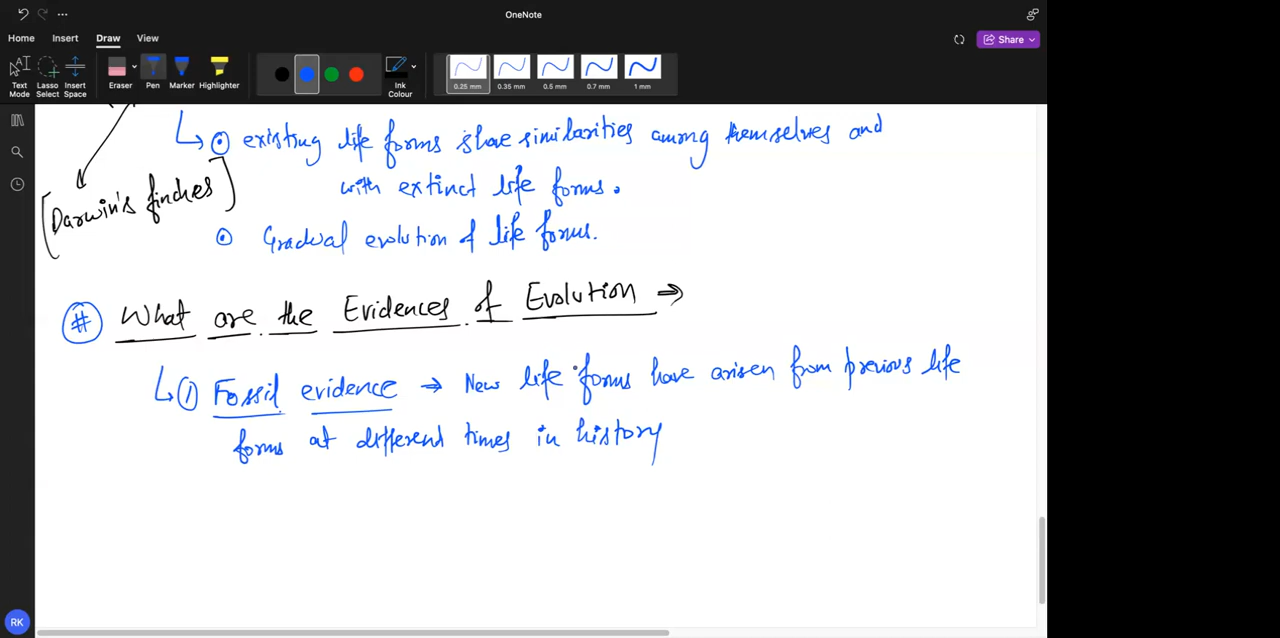 OneNote
Home Insert Draw View
Share
Text Mode
Lasso Select
Insert Space
Eraser
Pen
Marker
Highlighter
Ink Colour
0.25 mm
0.35 mm
0.5 mm
0.7 mm
1 mm
existing life forms share similarities among themselves and
with extinct life forms.
[Darwin's finches]
Gradual evolution of life forms.
# What are the Evidences of Evolution ⇒
↳ ① Fossil evidence ⇒ New life forms have arisen from previous life
forms at different times in history
RK